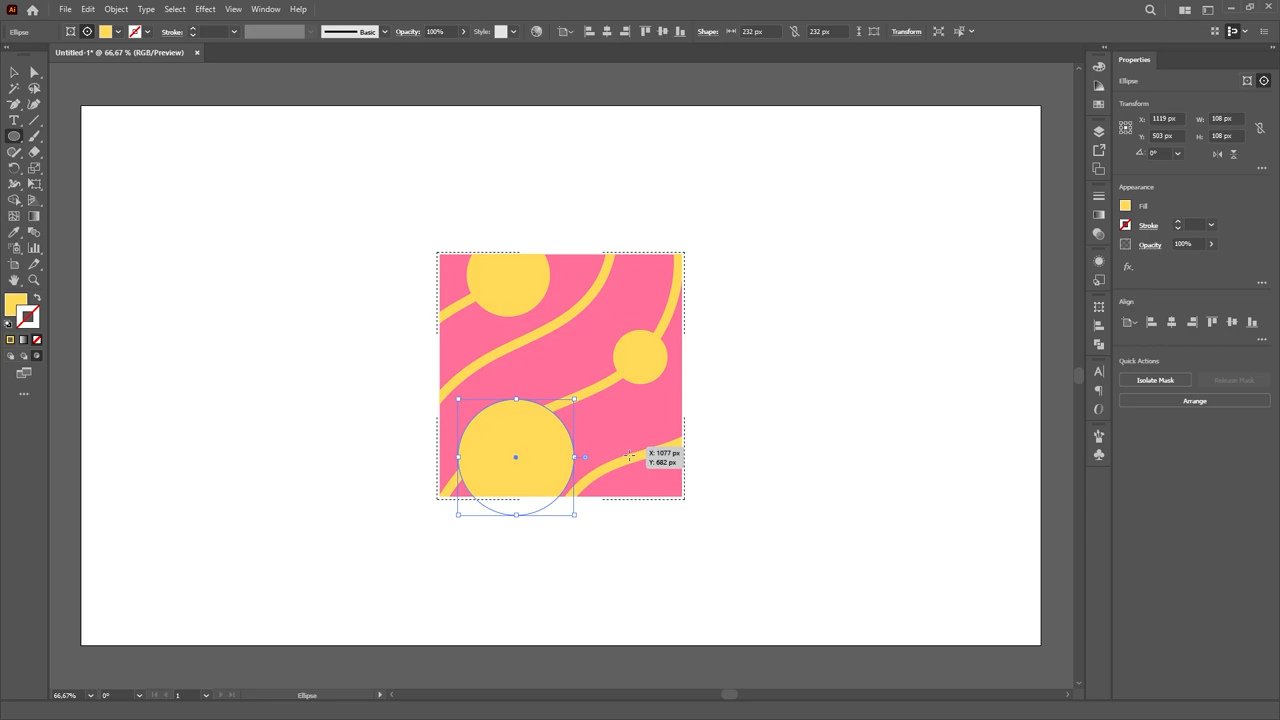 Ai File Edit Object Type Select Effect View Window Help
Ellipse Stroke: Basic Opacity: 100% Style: Shape: 232 px 232 px Transform
Untitled-1* @ 66,67 % (RGB/Preview) ×
Properties
Ellipse
Transform
X: 1119 px W: 108 px
Y: 503 px H: 108 px
0°
Appearance
Fill
Stroke
Opacity 100%
fx
Align
Quick Actions
Isolate Mask Release Mask
Arrange
X: 1077 px
Y: 682 px
66,67% 0° 1 Ellipse